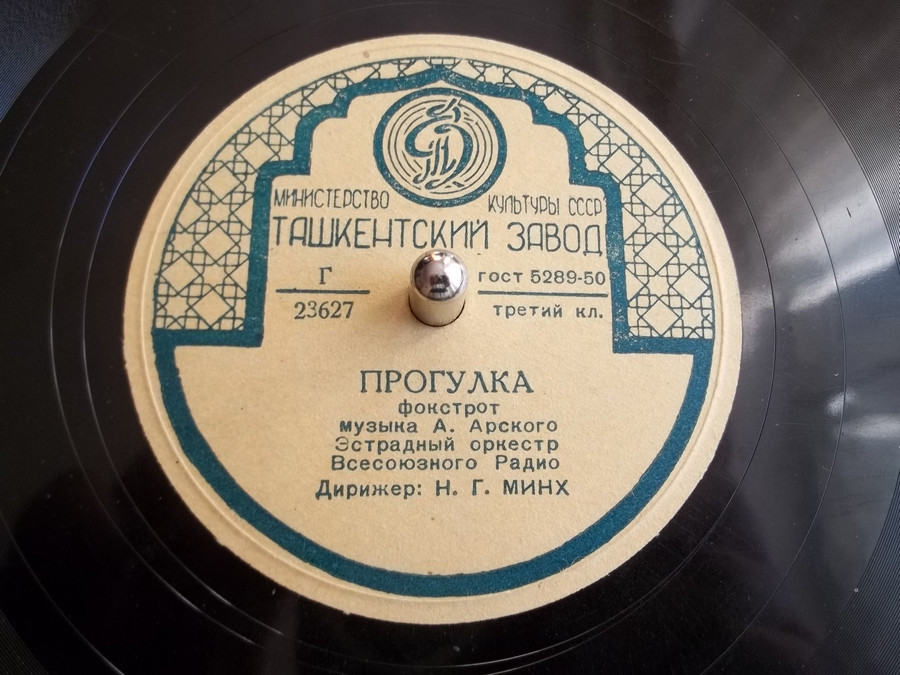 МИНИСТЕРСТВО КУЛЬТУРЫ СССР
ТАШКЕНТСКИЙ ЗАВОД
Г
23627
гост 5289-50
третий кл.
ПРОГУЛКА
фокстрот
музыка А. Арского
Эстрадный оркестр
Всесоюзного Радио
Дирижер: Н. Г. МИНХ